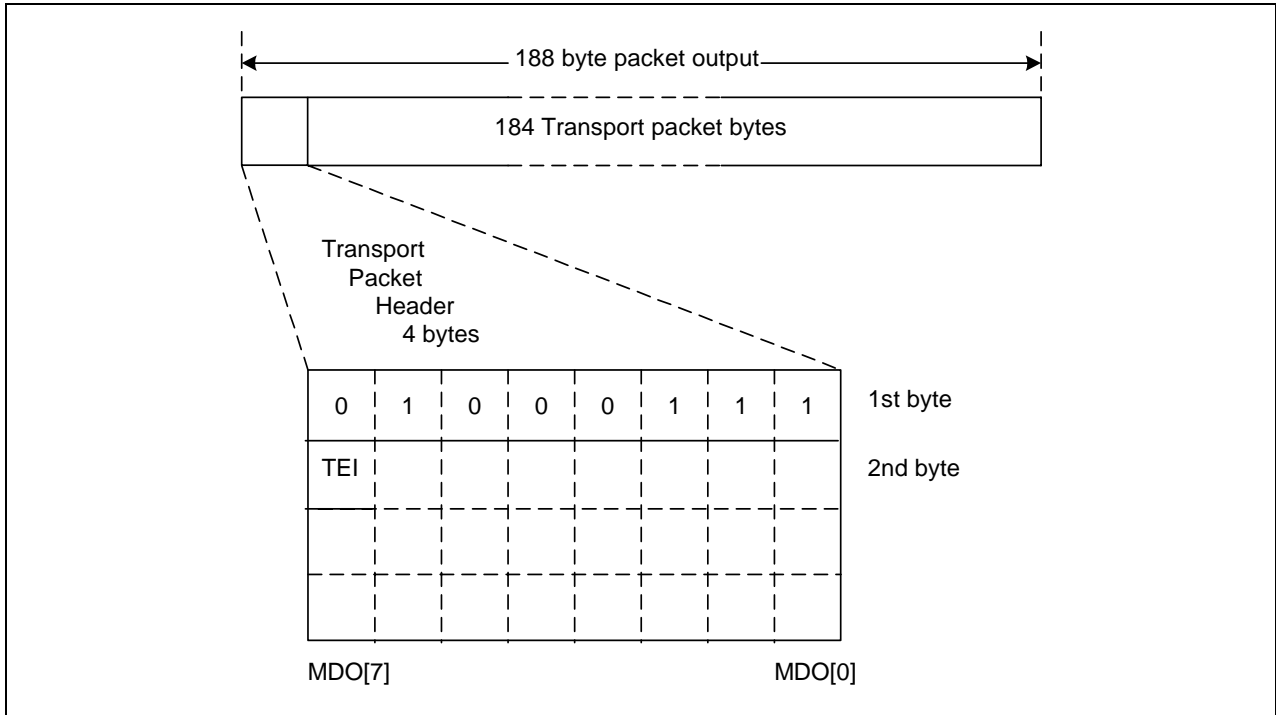 188 byte packet output
184 Transport packet bytes
Transport
Packet
Header
4 bytes
0 1 0 0 0 1 1 1 1st byte
TEI 2nd byte
MDO[7] MDO[0]